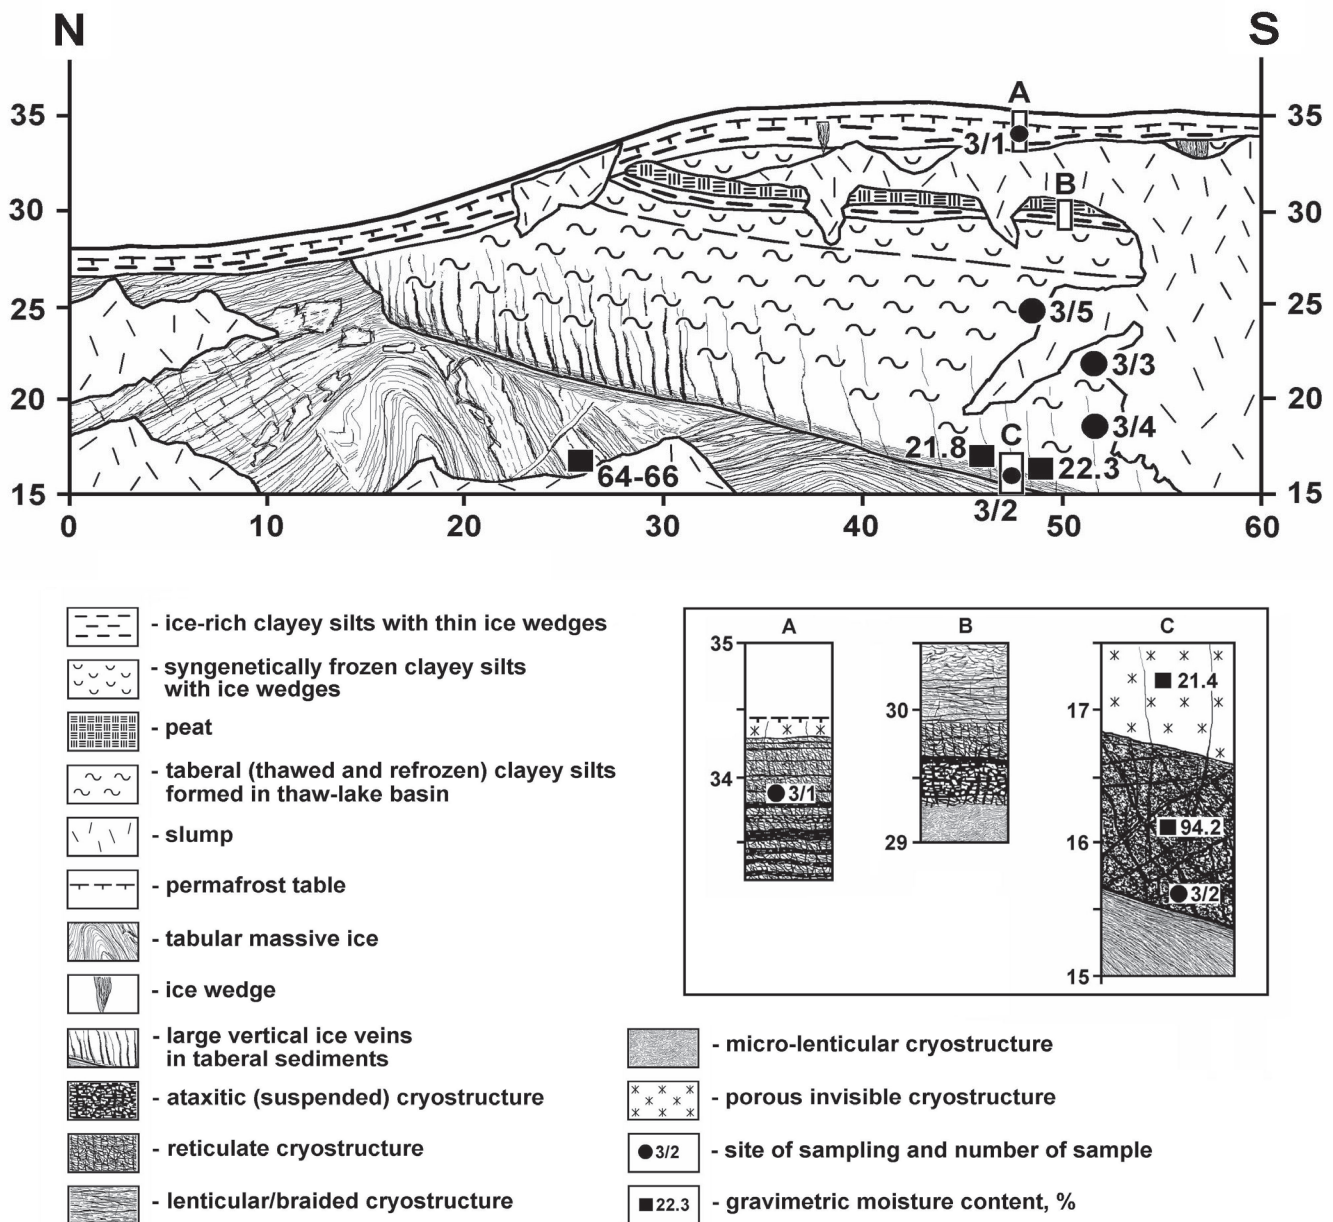 N
S
35
35
A
3/1
B
30
30
25
25
3/5
3/3
20
20
3/4
21.8
C
22.3
64-66
15
15
3/2
0
10
20
30
40
50
60
- ice-rich clayey silts with thin ice wedges
- syngenetically frozen clayey silts
with ice wedges
- peat
- taberal (thawed and refrozen) clayey silts
formed in thaw-lake basin
- slump
- permafrost table
- tabular massive ice
- ice wedge
- large vertical ice veins
in taberal sediments
- ataxitic (suspended) cryostructure
- reticulate cryostructure
- lenticular/braided cryostructure
A
35
34
3/1
B
30
29
C
21.4
17
94.2
16
3/2
15
- micro-lenticular cryostructure
- porous invisible cryostructure
3/2 - site of sampling and number of sample
22.3 - gravimetric moisture content, %